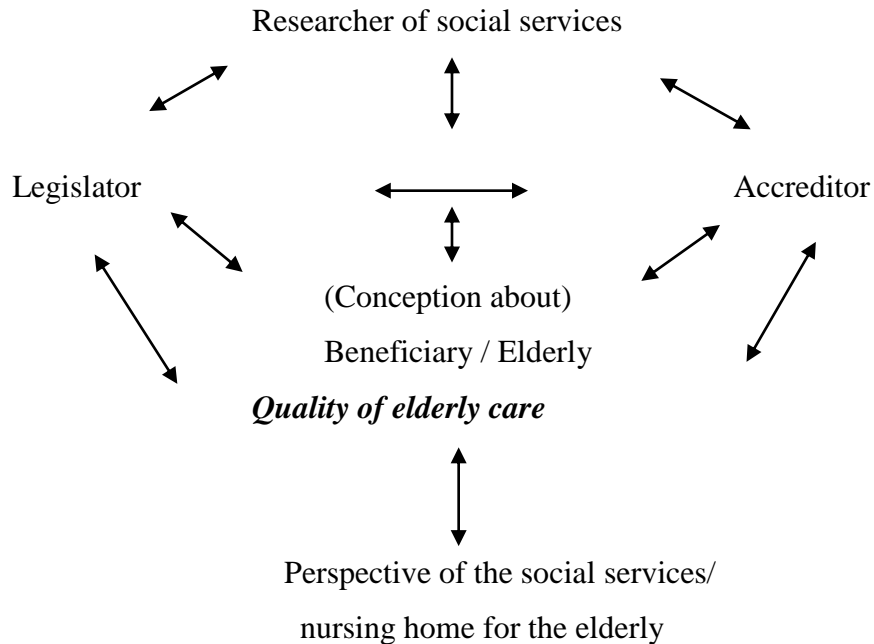 Researcher of social services
Legislator
Accreditor
(Conception about)
Beneficiary / Elderly
Quality of elderly care
Perspective of the social services/
nursing home for the elderly